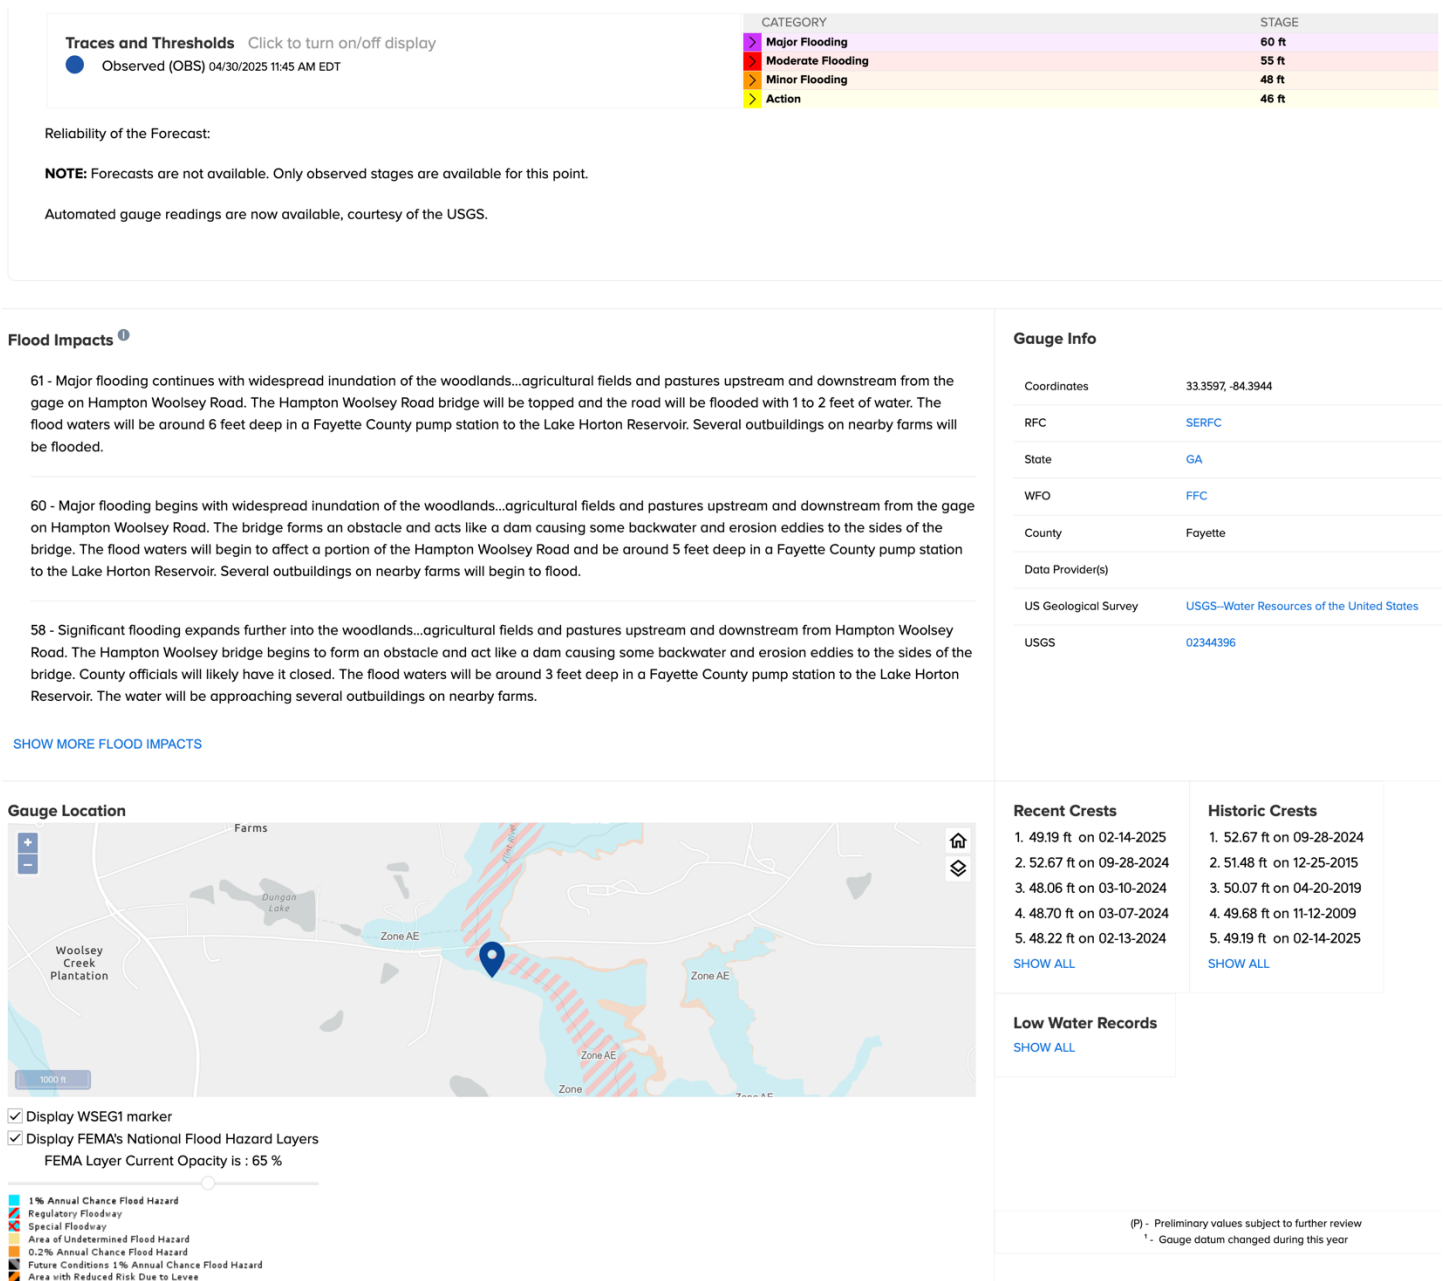 Traces and Thresholds Click to turn on/off display
Observed (OBS) 04/30/2025 11:45 AM EDT
CATEGORY STAGE
Major Flooding 60 ft
Moderate Flooding 55 ft
Minor Flooding 48 ft
Action 46 ft
Reliability of the Forecast:
NOTE: Forecasts are not available. Only observed stages are available for this point.
Automated gauge readings are now available, courtesy of the USGS.
Flood Impacts
61 - Major flooding continues with widespread inundation of the woodlands...agricultural fields and pastures upstream and downstream from the
gage on Hampton Woolsey Road. The Hampton Woolsey Road bridge will be topped and the road will be flooded with 1 to 2 feet of water. The
flood waters will be around 6 feet deep in a Fayette County pump station to the Lake Horton Reservoir. Several outbuildings on nearby farms will
be flooded.
60 - Major flooding begins with widespread inundation of the woodlands...agricultural fields and pastures upstream and downstream from the gage
on Hampton Woolsey Road. The bridge forms an obstacle and acts like a dam causing some backwater and erosion eddies to the sides of the
bridge. The flood waters will begin to affect a portion of the Hampton Woolsey Road and be around 5 feet deep in a Fayette County pump station
to the Lake Horton Reservoir. Several outbuildings on nearby farms will begin to flood.
58 - Significant flooding expands further into the woodlands...agricultural fields and pastures upstream and downstream from Hampton Woolsey
Road. The Hampton Woolsey bridge begins to form an obstacle and act like a dam causing some backwater and erosion eddies to the sides of the
bridge. County officials will likely have it closed. The flood waters will be around 3 feet deep in a Fayette County pump station to the Lake Horton
Reservoir. The water will be approaching several outbuildings on nearby farms.
SHOW MORE FLOOD IMPACTS
Gauge Info
Coordinates 33.3597, -84.3944
RFC SERFC
State GA
WFO FFC
County Fayette
Data Provider(s)
US Geological Survey USGS--Water Resources of the United States
USGS 02344396
Gauge Location
+
−
Farms
Flint River
Dungan
Lake
Zone AE
Woolsey
Creek
Plantation
Zone AE
Zone AE
Zone
Zone AE
1000 ft
Display WSEG1 marker
Display FEMA's National Flood Hazard Layers
FEMA Layer Current Opacity is : 65 %
1% Annual Chance Flood Hazard
Regulatory Floodway
Special Floodway
Area of Undetermined Flood Hazard
0.2% Annual Chance Flood Hazard
Future Conditions 1% Annual Chance Flood Hazard
Area with Reduced Risk Due to Levee
Recent Crests
1. 49.19 ft on 02-14-2025
2. 52.67 ft on 09-28-2024
3. 48.06 ft on 03-10-2024
4. 48.70 ft on 03-07-2024
5. 48.22 ft on 02-13-2024
SHOW ALL
Historic Crests
1. 52.67 ft on 09-28-2024
2. 51.48 ft on 12-25-2015
3. 50.07 ft on 04-20-2019
4. 49.68 ft on 11-12-2009
5. 49.19 ft on 02-14-2025
SHOW ALL
Low Water Records
SHOW ALL
(P) - Preliminary values subject to further review
¹ - Gauge datum changed during this year